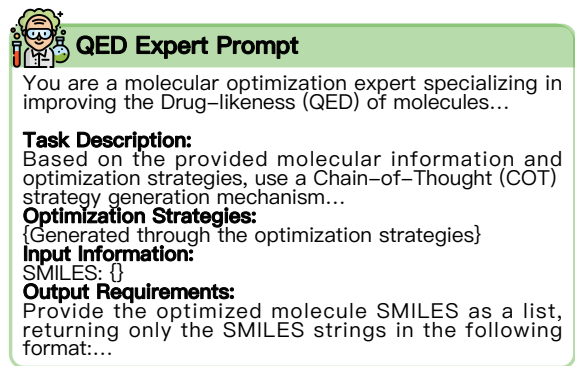 QED Expert Prompt
You are a molecular optimization expert specializing in
improving the Drug-likeness (QED) of molecules...
Task Description:
Based on the provided molecular information and
optimization strategies, use a Chain-of-Thought (COT)
strategy generation mechanism...
Optimization Strategies:
{Generated through the optimization strategies}
Input Information:
SMILES: {}
Output Requirements:
Provide the optimized molecule SMILES as a list,
returning only the SMILES strings in the following
format:...